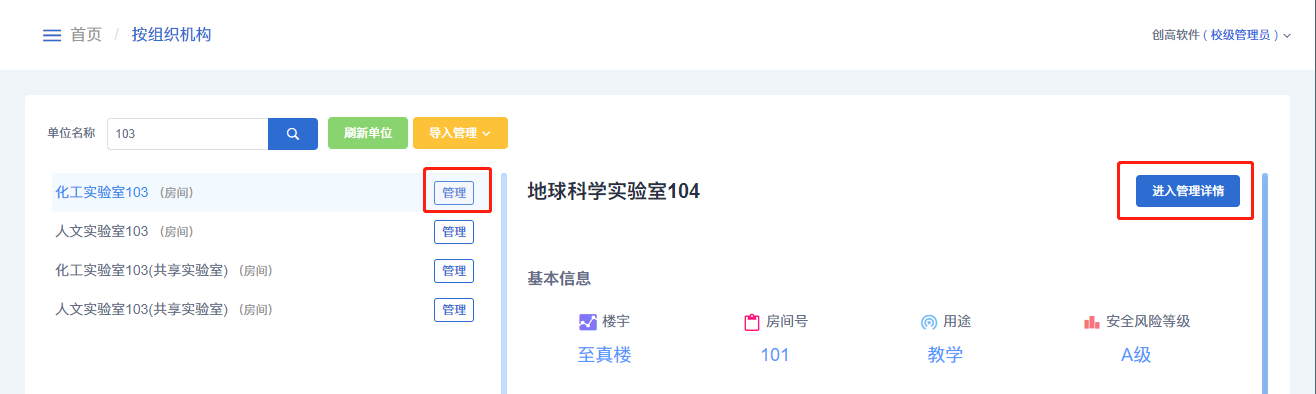 首页 / 按组织机构
创高软件(校级管理员)
单位名称 103 刷新单位 导入管理
化工实验室103 (房间) 管理
人文实验室103 (房间) 管理
化工实验室103(共享实验室) (房间) 管理
人文实验室103(共享实验室) (房间) 管理
地球科学实验室104 进入管理详情
基本信息
楼宇 房间号 用途 安全风险等级
至真楼 101 教学 A级